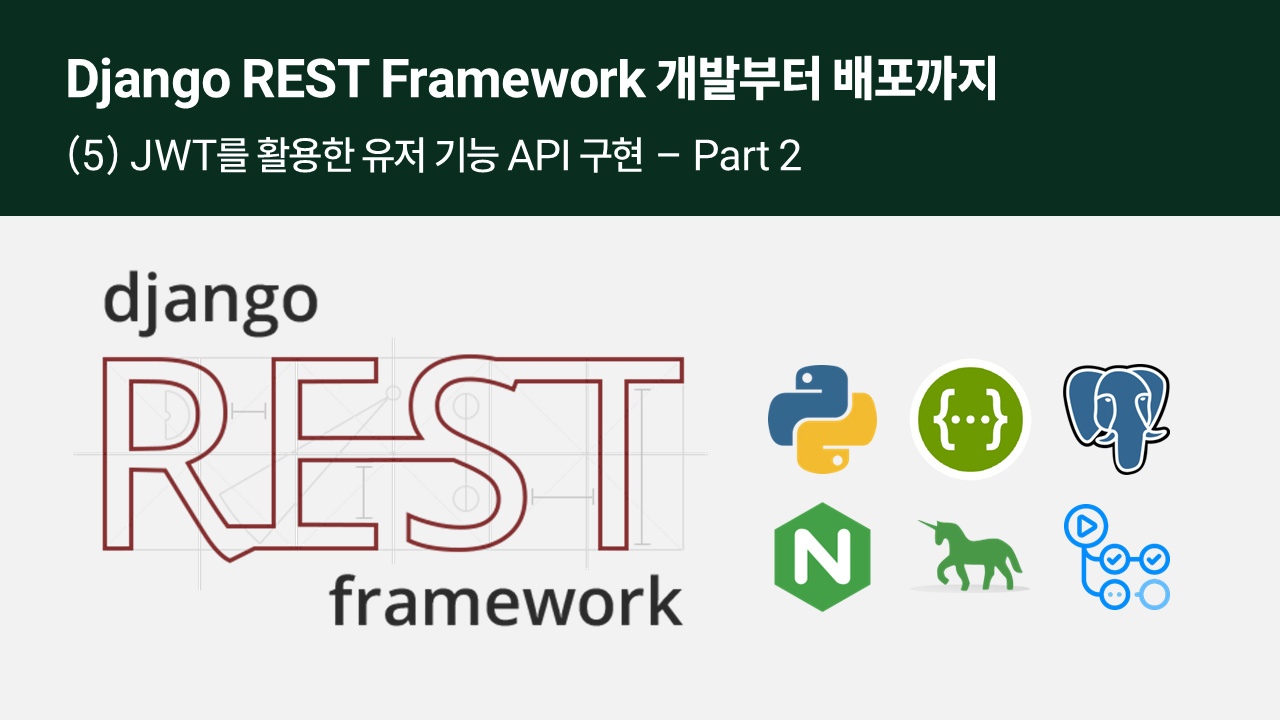 Django REST Framework 개발부터 배포까지
(5) JWT를 활용한 유저 기능 API 구현 – Part 2
django
REST
framework
{···}
N